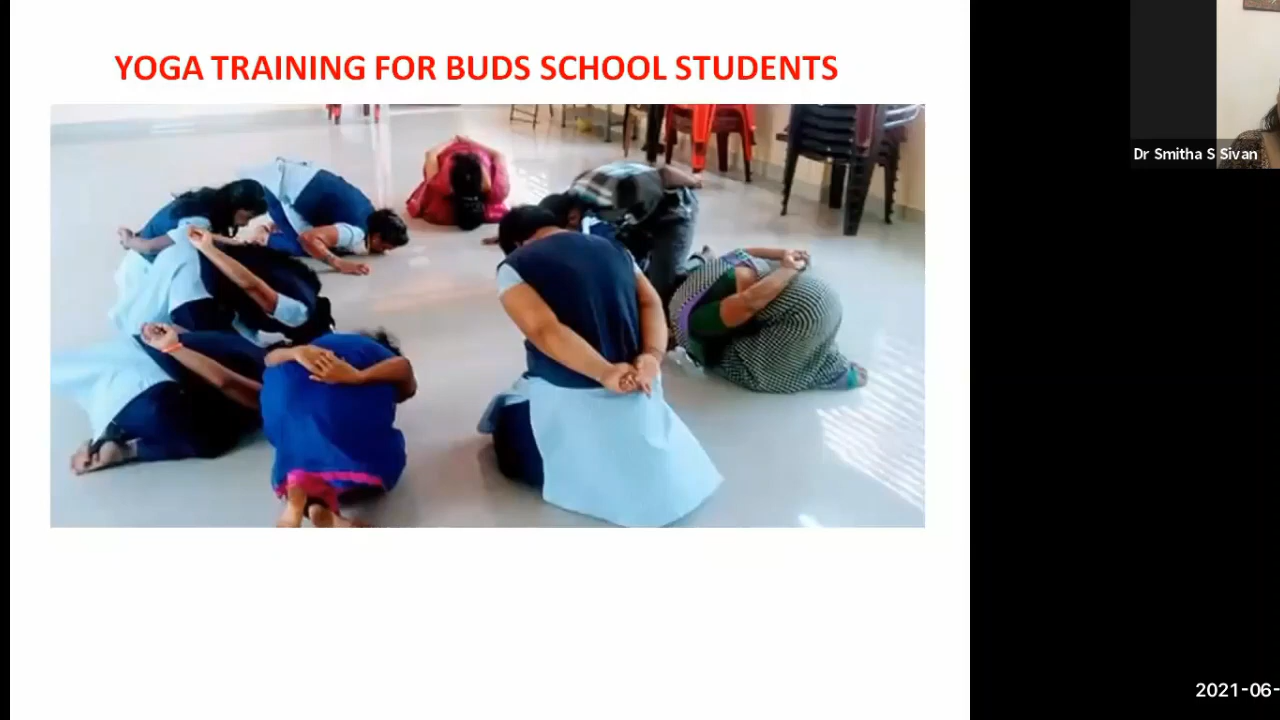 YOGA TRAINING FOR BUDS SCHOOL STUDENTS
Dr Smitha S Sivan
2021-06-